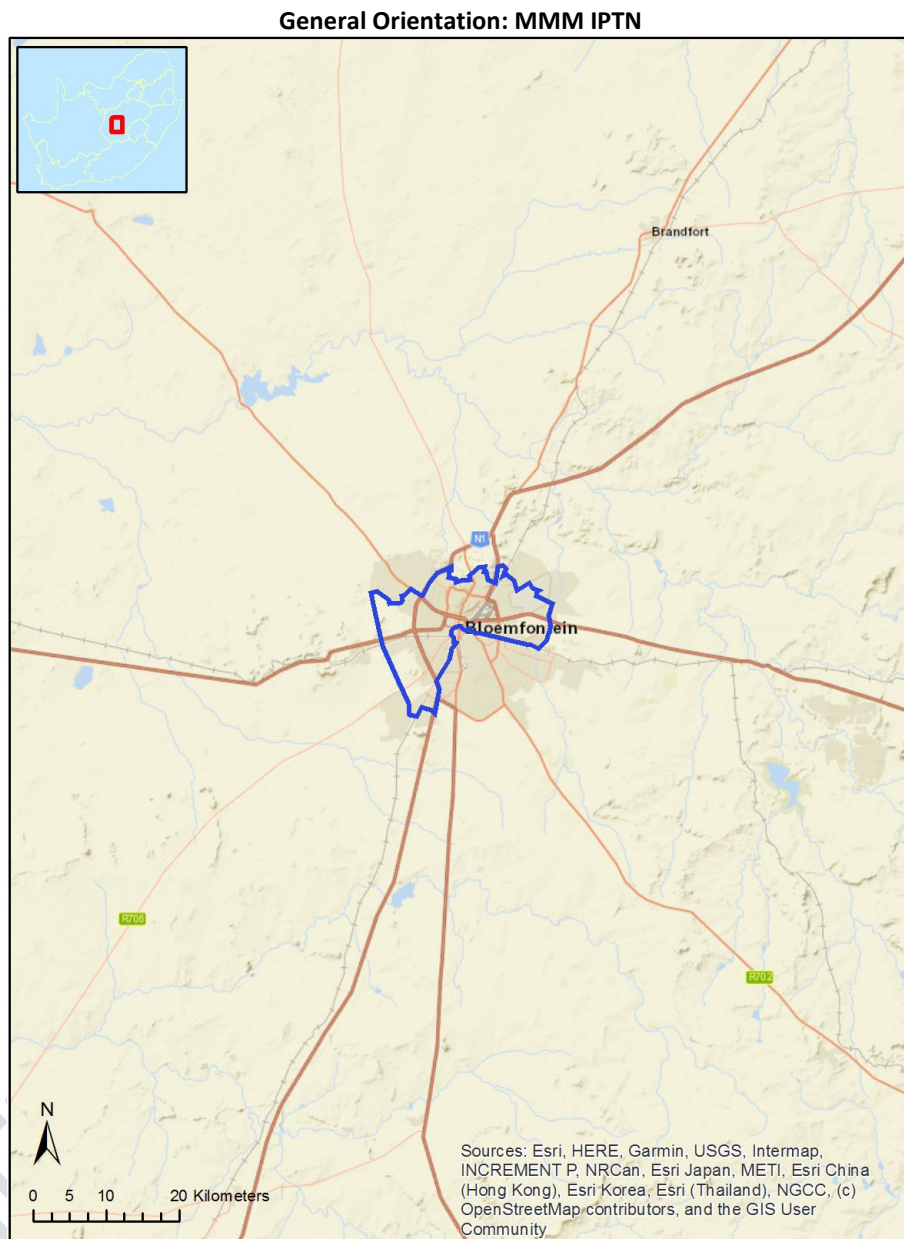 General Orientation: MMM IPTN
Brandfort
N1
Bloemfontein
R706
R702
N
0 5 10 20 Kilometers
Sources: Esri, HERE, Garmin, USGS, Intermap,
INCREMENT P, NRCan, Esri Japan, METI, Esri China
(Hong Kong), Esri Korea, Esri (Thailand), NGCC, (c)
OpenStreetMap contributors, and the GIS User
Community